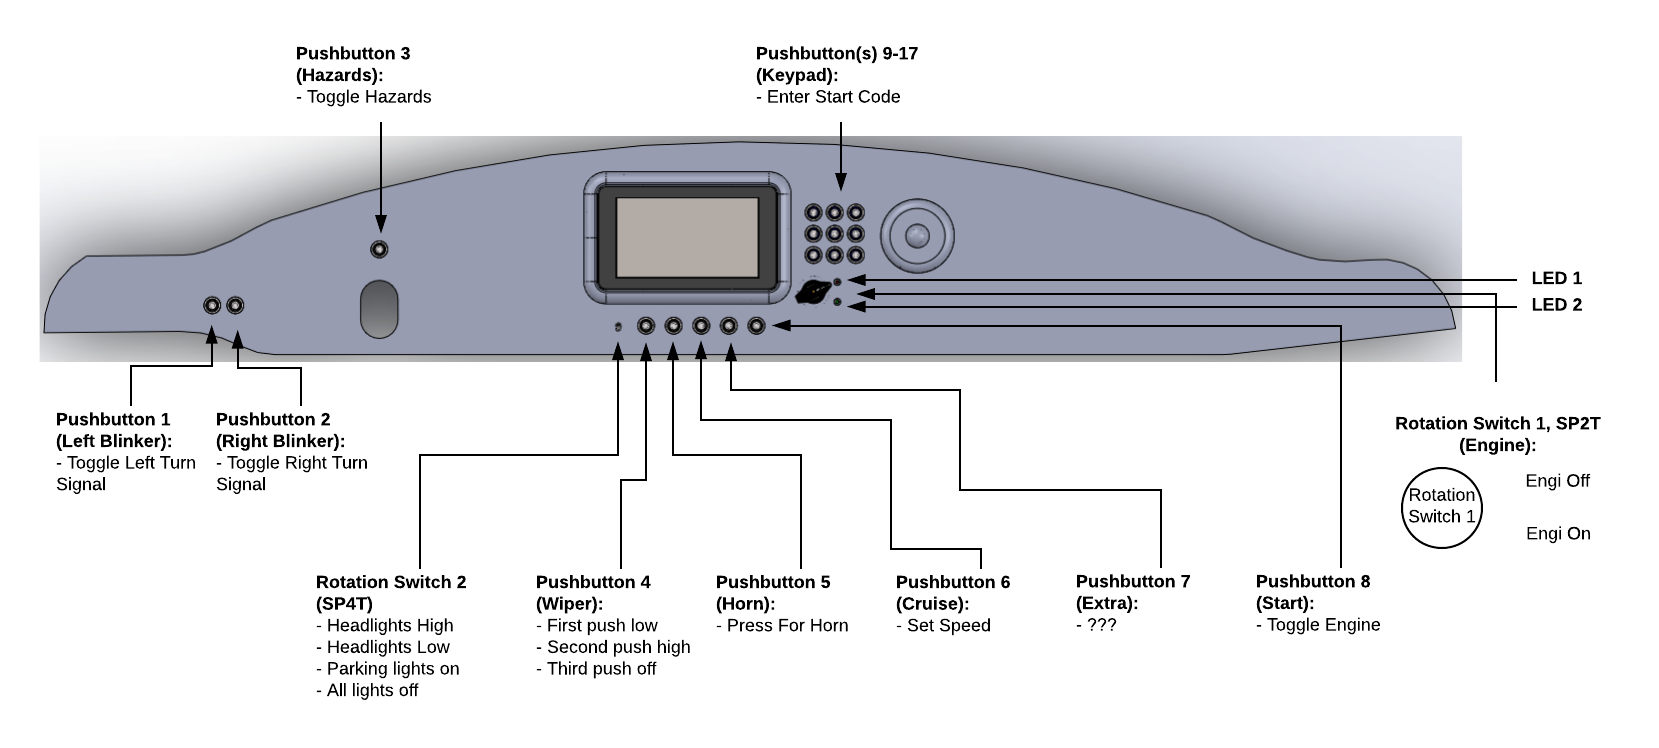 Pushbutton 3
(Hazards):
- Toggle Hazards
Pushbutton(s) 9-17
(Keypad):
- Enter Start Code
LED 1
LED 2
Pushbutton 1
(Left Blinker):
- Toggle Left Turn
Signal
Pushbutton 2
(Right Blinker):
- Toggle Right Turn
Signal
Rotation Switch 1, SP2T
(Engine):
Rotation
Switch 1
Engi Off
Engi On
Rotation Switch 2
(SP4T)
- Headlights High
- Headlights Low
- Parking lights on
- All lights off
Pushbutton 4
(Wiper):
- First push low
- Second push high
- Third push off
Pushbutton 5
(Horn):
- Press For Horn
Pushbutton 6
(Cruise):
- Set Speed
Pushbutton 7
(Extra):
- ???
Pushbutton 8
(Start):
- Toggle Engine